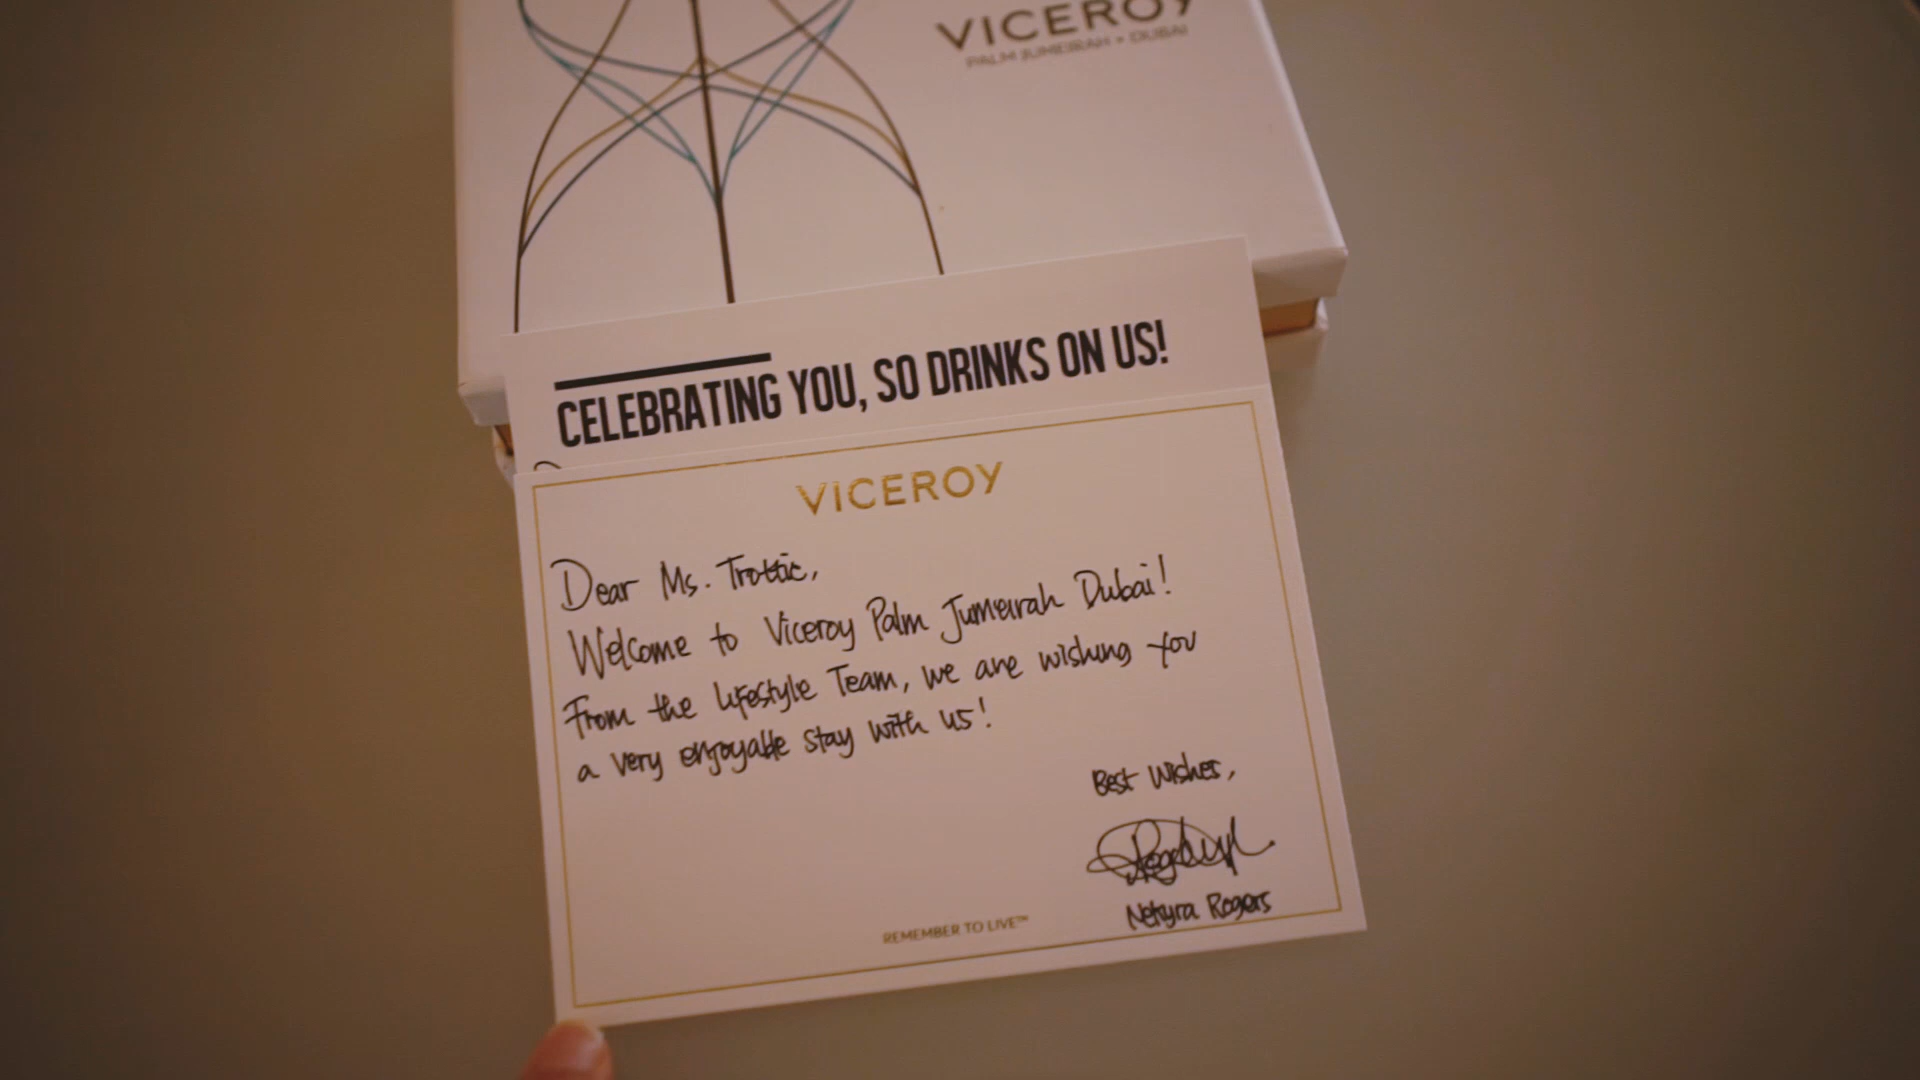 VICEROY
PALM JUMEIRAH • DUBAI
CELEBRATING YOU, SO DRINKS ON US!
VICEROY
Dear Ms. Trottic,
Welcome to Viceroy Palm Jumeirah Dubai!
From the Lifestyle Team, we are wishing you
a very enjoyable stay with us!
Best Wishes,
Nekyra Rogers
REMEMBER TO LIVE™